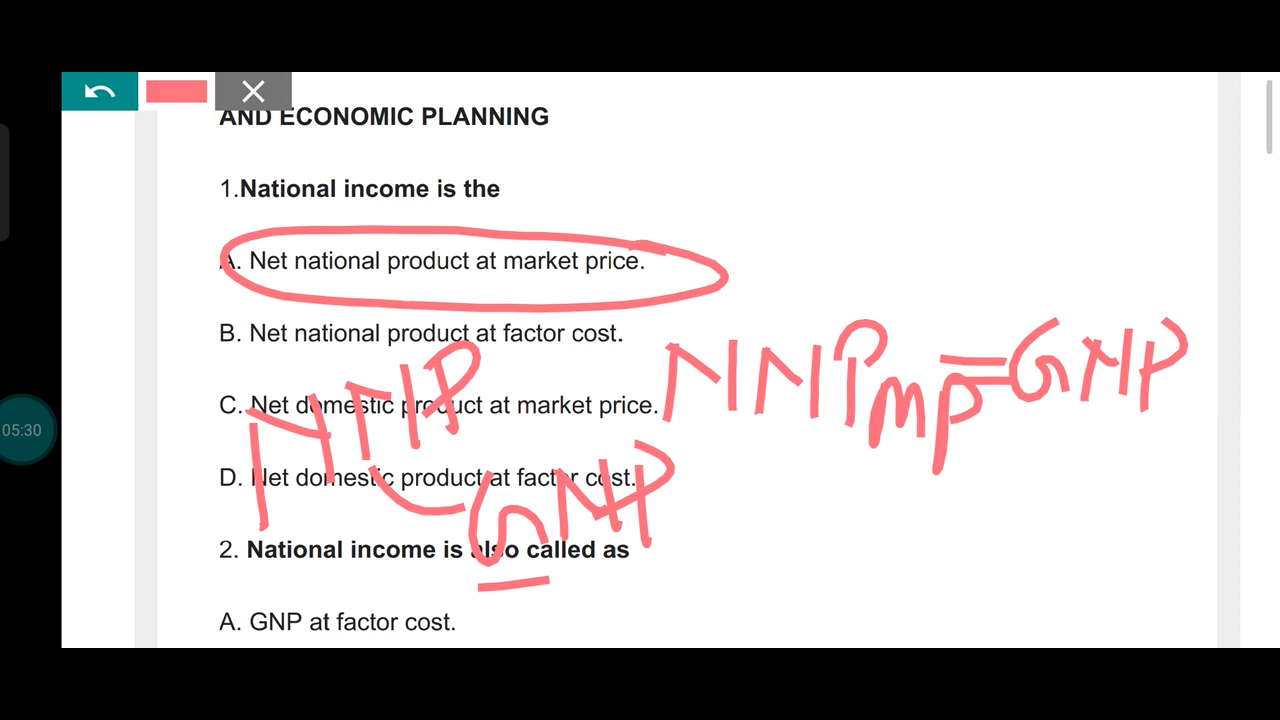 AND ECONOMIC PLANNING
1.National income is the
A. Net national product at market price.
B. Net national product at factor cost.
NNPMP=GNP
NNP
C. Net domestic product at market price.
D. Net domestic product at factor cost.
GNP
2. National income is also called as
A. GNP at factor cost.
05:30